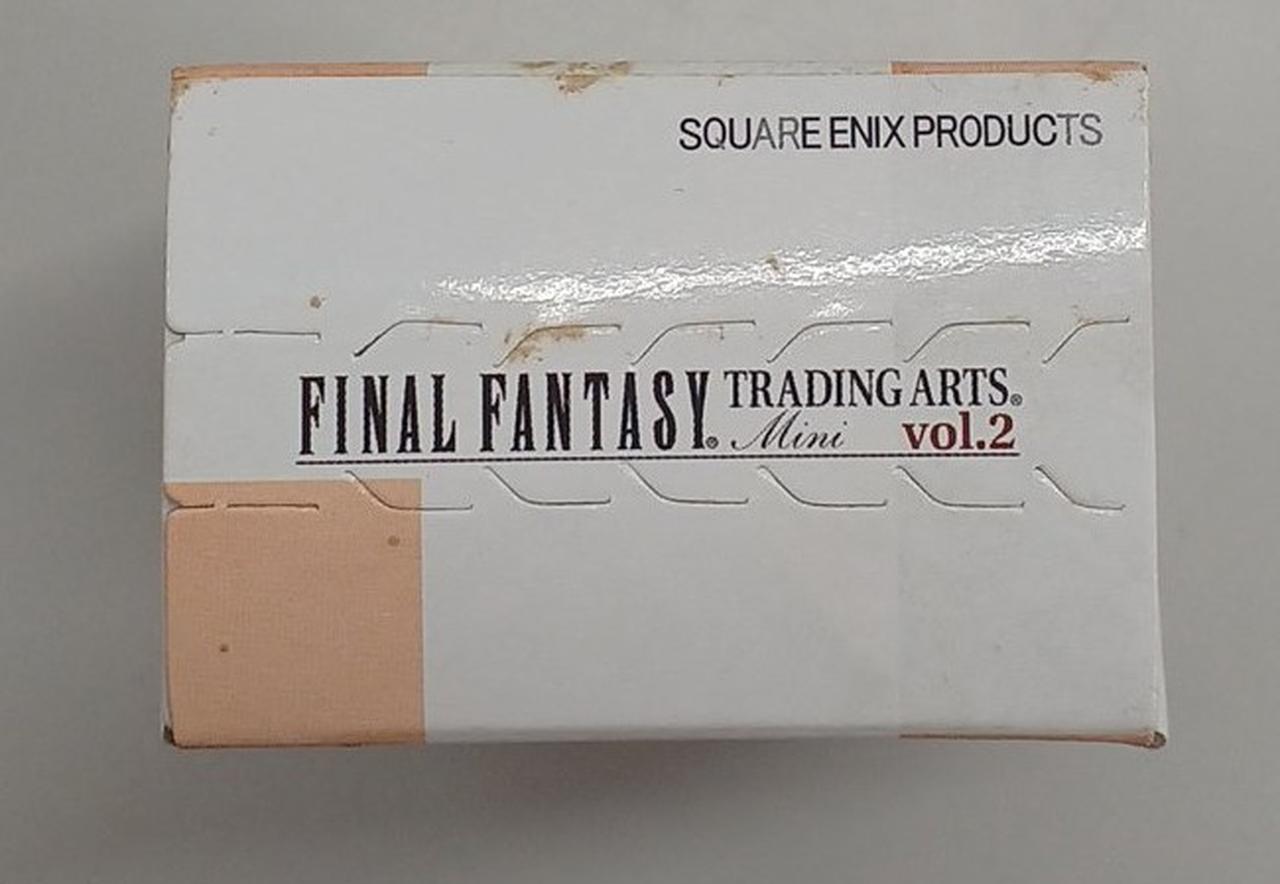 SQUARE ENIX PRODUCTS
FINAL FANTASY® TRADING ARTS®
Mini vol.2